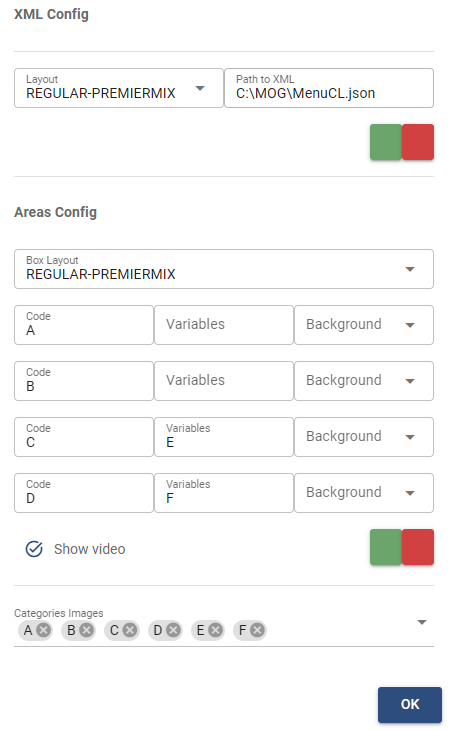 XML Config
Layout
REGULAR-PREMIERMIX
Path to XML
C:\MOG\MenuCL.json
Areas Config
Box Layout
REGULAR-PREMIERMIX
Code
A
Variables
Background
Code
B
Variables
Background
Code
C
Variables
E
Background
Code
D
Variables
F
Background
Show video
Categories Images
A B C D E F
OK